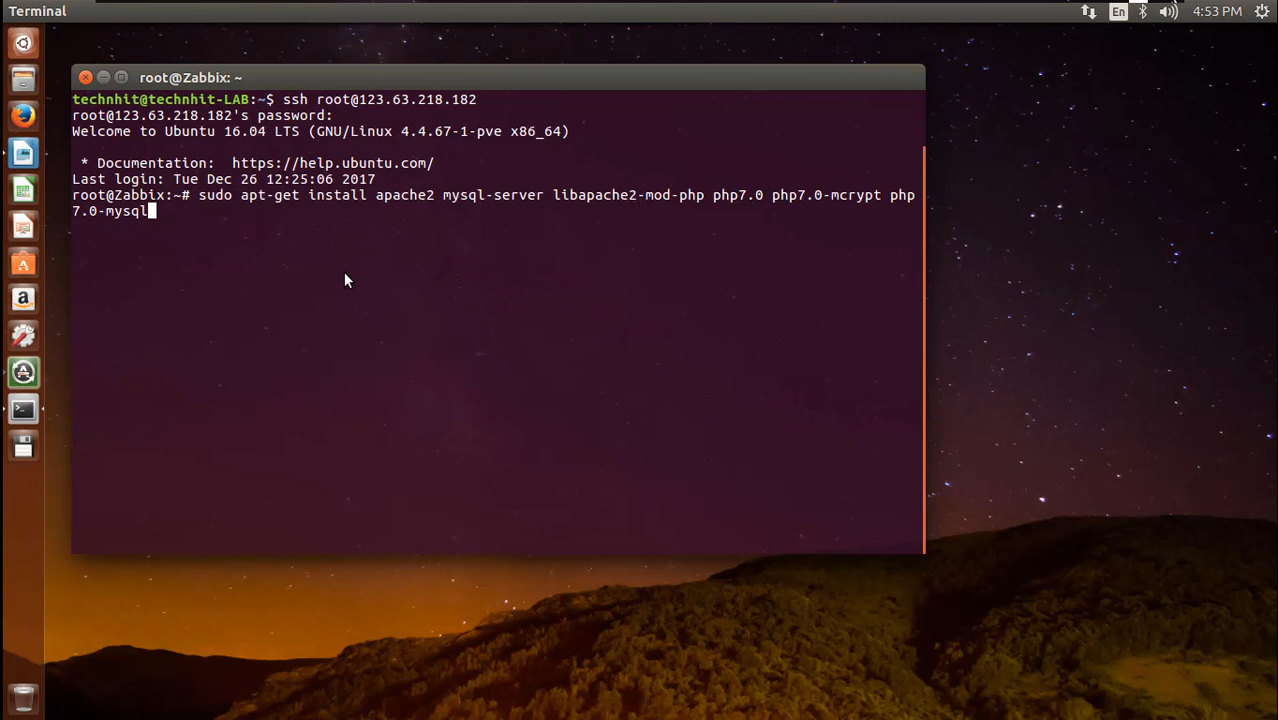 Terminal
En
4:53 PM
root@Zabbix: ~
technhit@technhit-LAB:~$ ssh root@123.63.218.182
root@123.63.218.182's password:
Welcome to Ubuntu 16.04 LTS (GNU/Linux 4.4.67-1-pve x86_64)
* Documentation:  https://help.ubuntu.com/
Last login: Tue Dec 26 12:25:06 2017
root@Zabbix:~# sudo apt-get install apache2 mysql-server libapache2-mod-php php7.0 php7.0-mcrypt php
7.0-mysql